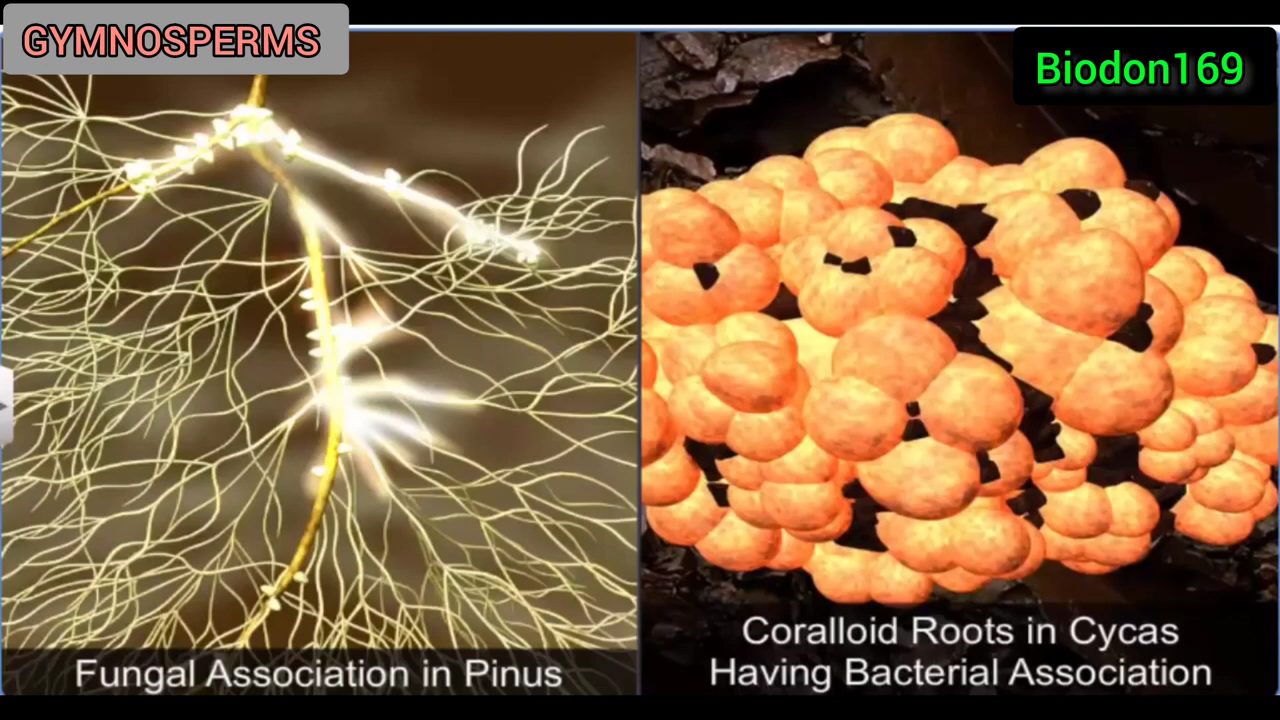 GYMNOSPERMS
Biodon169
Fungal Association in Pinus
Coralloid Roots in Cycas
Having Bacterial Association